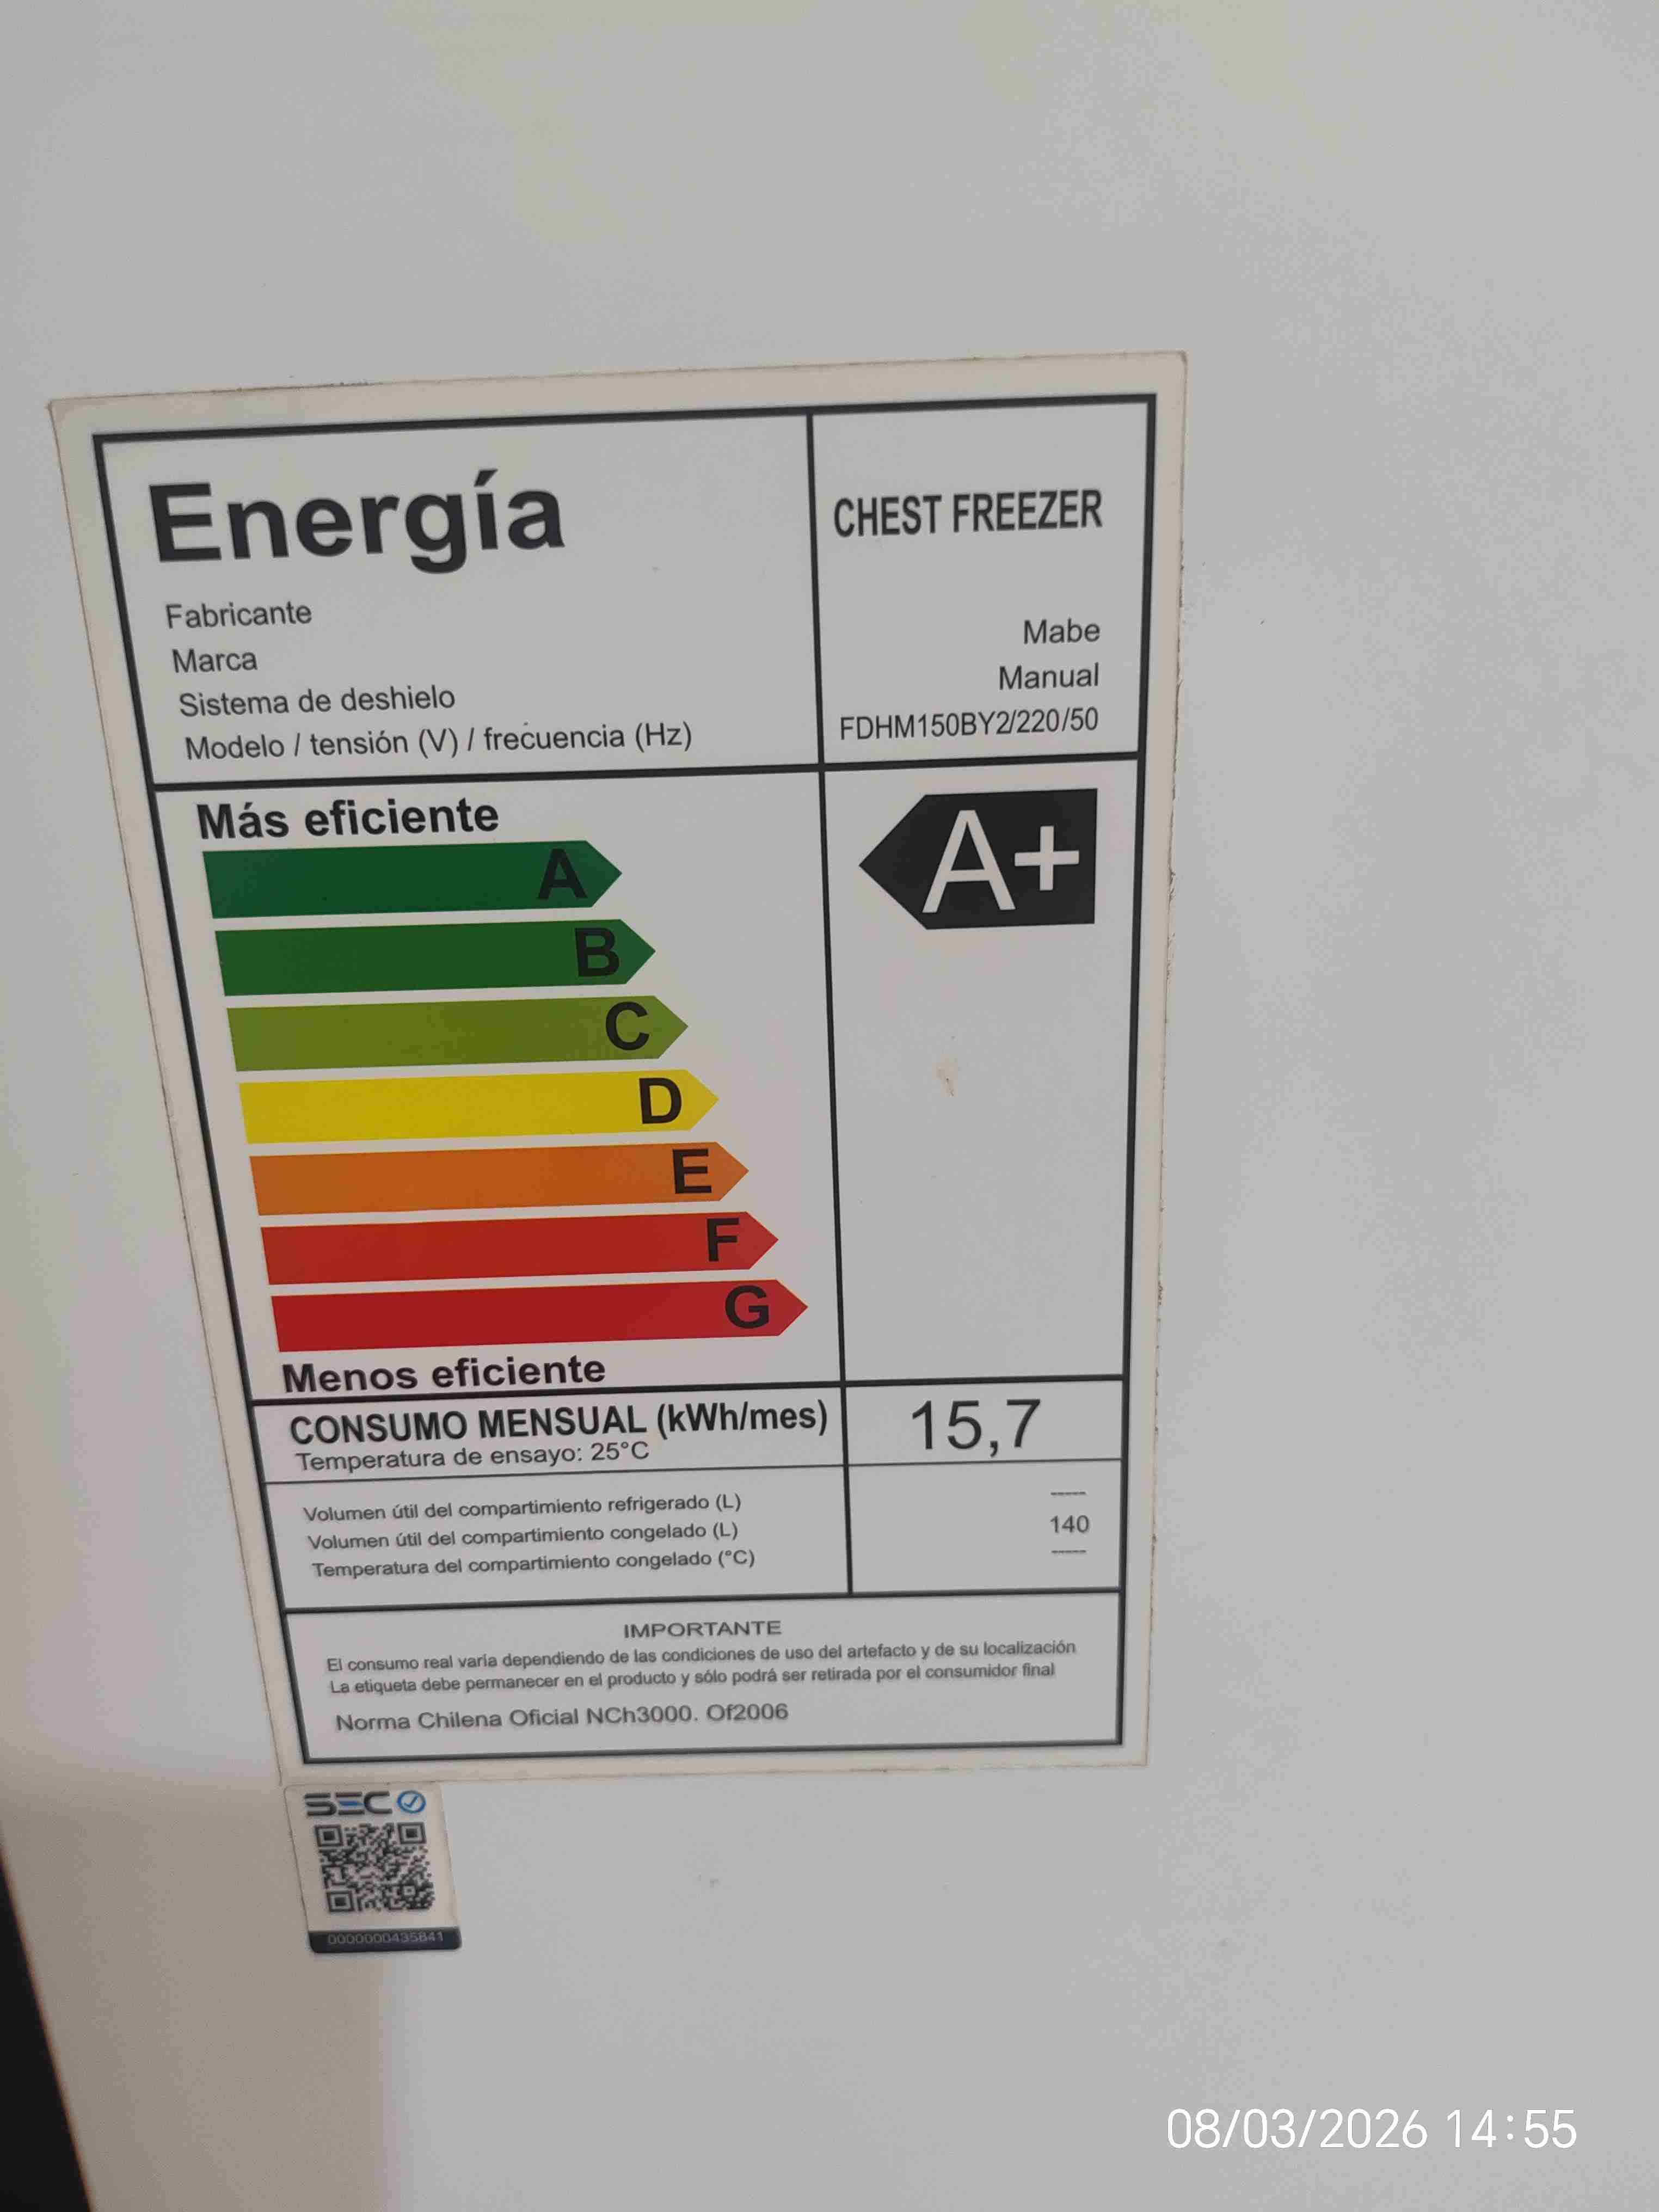 Energía
CHEST FREEZER
Fabricante
Marca
Mabe
Sistema de deshielo
Manual
Modelo / tensión (V) / frecuencia (Hz)
FDHM150BY2/220/50
Más eficiente
A
A+
B
C
D
E
F
G
Menos eficiente
CONSUMO MENSUAL (kWh/mes)
15,7
Temperatura de ensayo: 25°C
Volumen útil del compartimiento refrigerado (L)
-----
Volumen útil del compartimiento congelado (L)
140
Temperatura del compartimiento congelado (°C)
-----
IMPORTANTE
El consumo real varía dependiendo de las condiciones de uso del artefacto y de su localización
La etiqueta debe permanecer en el producto y sólo podrá ser retirada por el consumidor final
Norma Chilena Oficial NCh3000. Of2006
SEC
0000000435841
08/03/2026 14:55